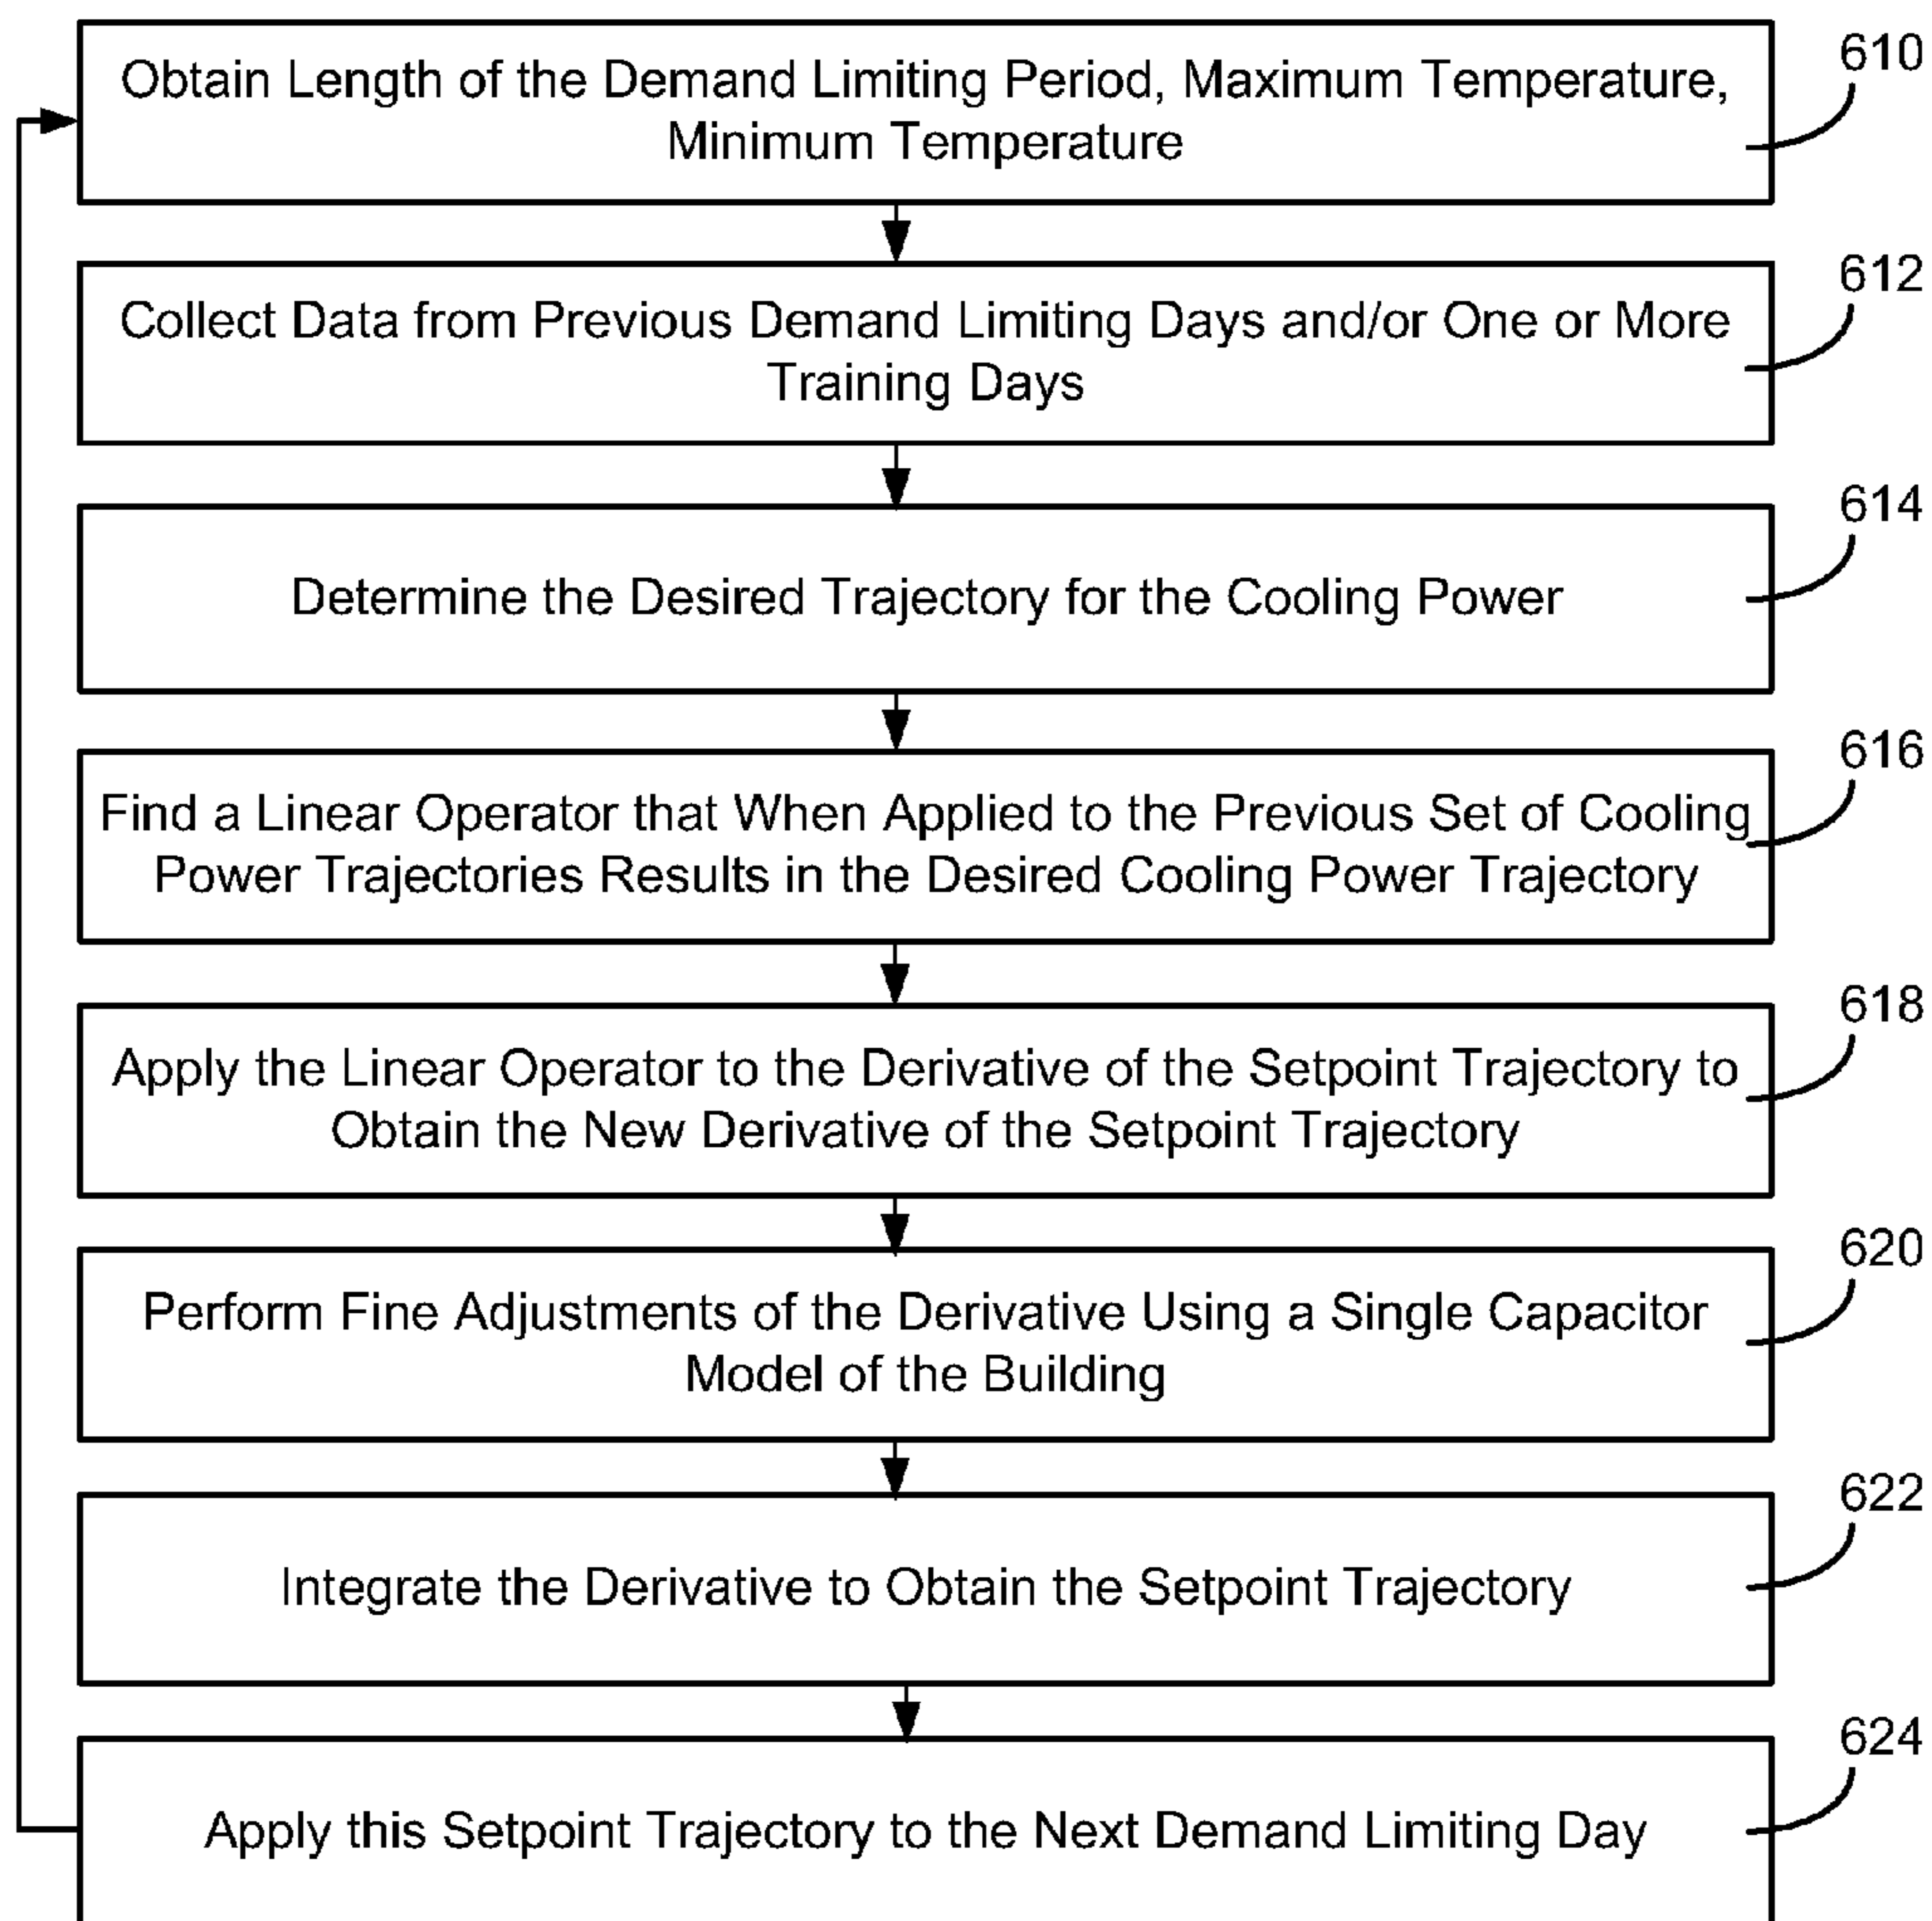 610
Obtain Length of the Demand Limiting Period, Maximum Temperature,
Minimum Temperature
612
Collect Data from Previous Demand Limiting Days and/or One or More
Training Days
614
Determine the Desired Trajectory for the Cooling Power
616
Find a Linear Operator that When Applied to the Previous Set of Cooling
Power Trajectories Results in the Desired Cooling Power Trajectory
618
Apply the Linear Operator to the Derivative of the Setpoint Trajectory to
Obtain the New Derivative of the Setpoint Trajectory
620
Perform Fine Adjustments of the Derivative Using a Single Capacitor
Model of the Building
622
Integrate the Derivative to Obtain the Setpoint Trajectory
624
Apply this Setpoint Trajectory to the Next Demand Limiting Day